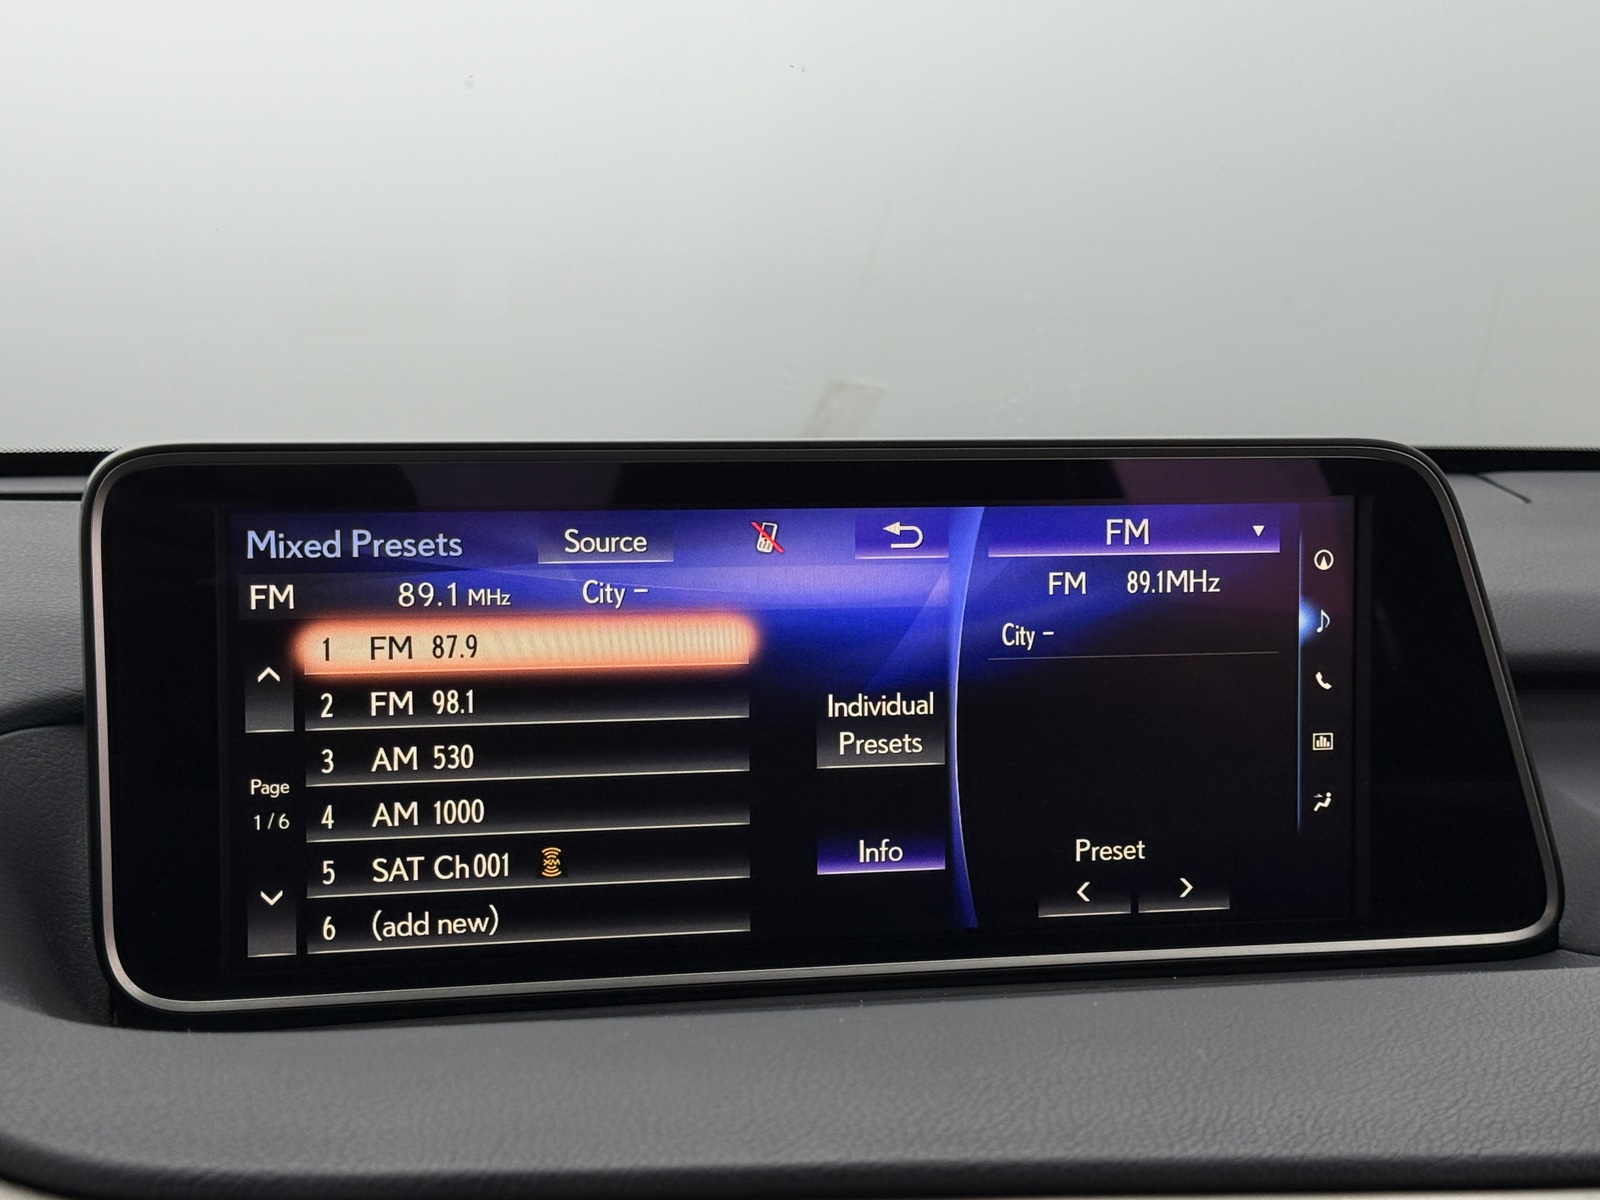 Mixed Presets Source FM ▼
FM 89.1 MHz City – FM 89.1MHz
City –
1 FM 87.9
2 FM 98.1
Individual
Presets
3 AM 530
Page
1/6
4 AM 1000
5 SAT Ch001 XM
Info
Preset
6 (add new)